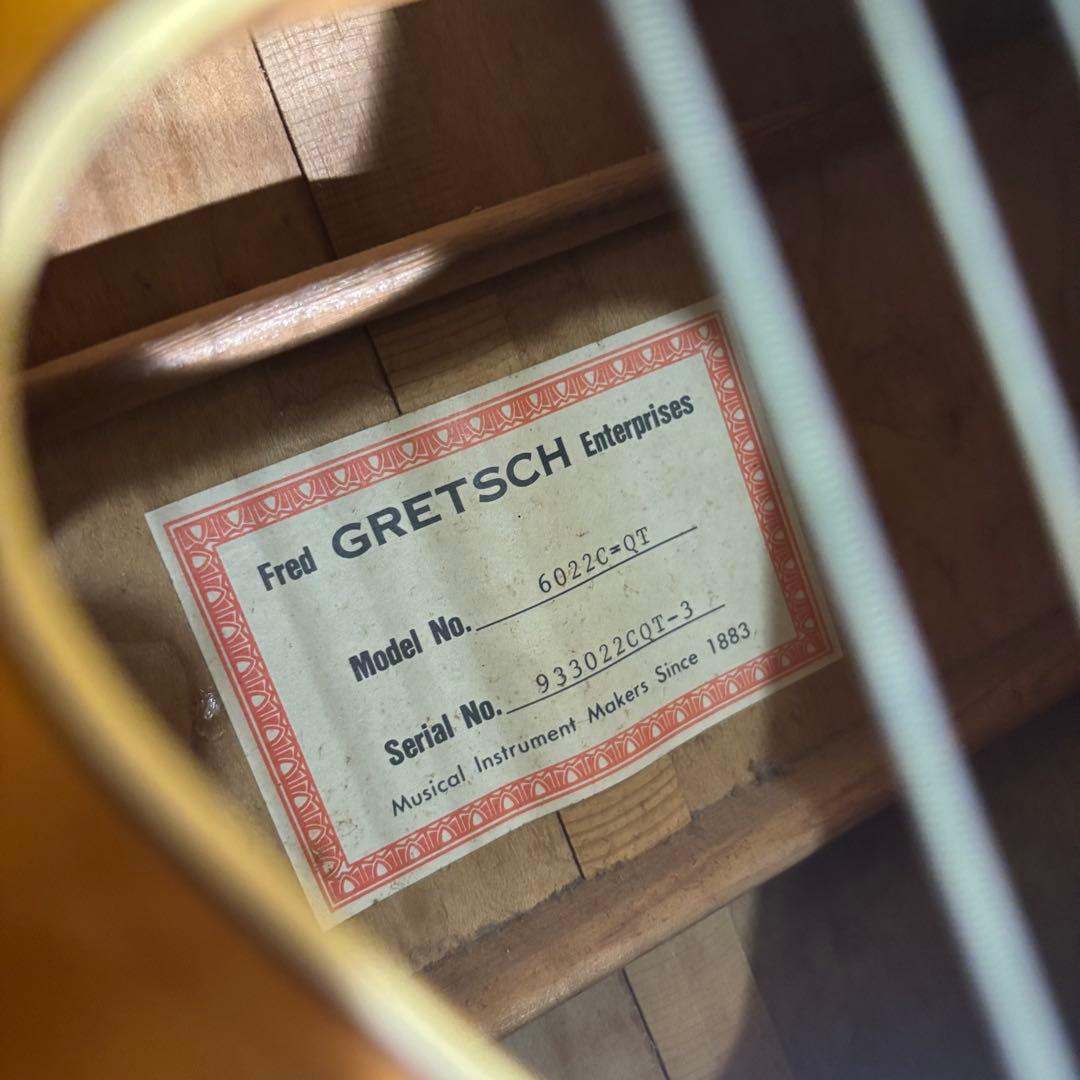 Fred GRETSCH Enterprises
Model No. 6022C=QT
Serial No. 933022CQT-3
Musical Instrument Makers Since 1883